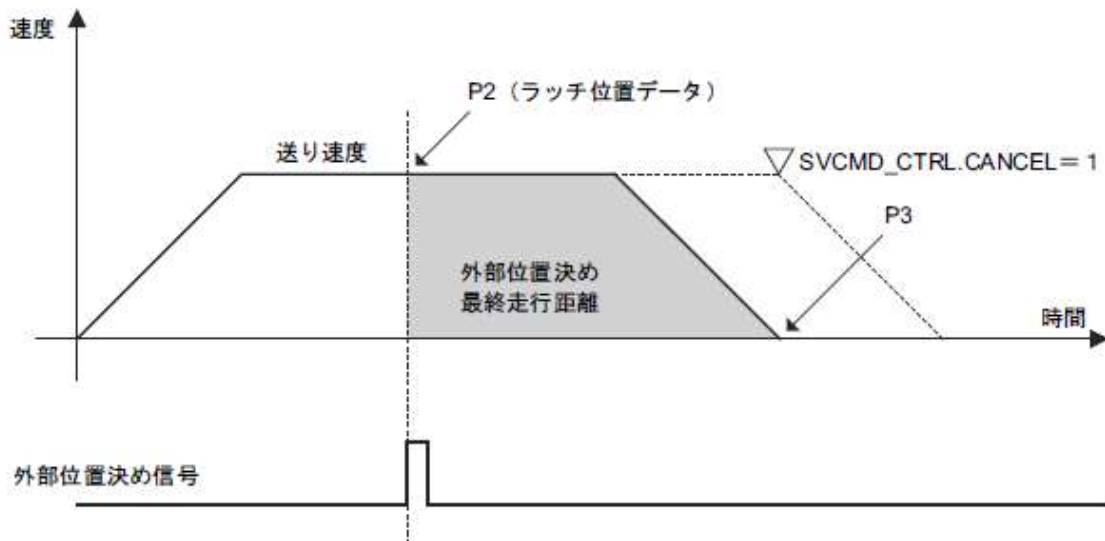 速度
P2（ラッチ位置データ）
送り速度
SVCMD_CTRL.CANCEL＝1
P3
外部位置決め
最終走行距離
時間
外部位置決め信号